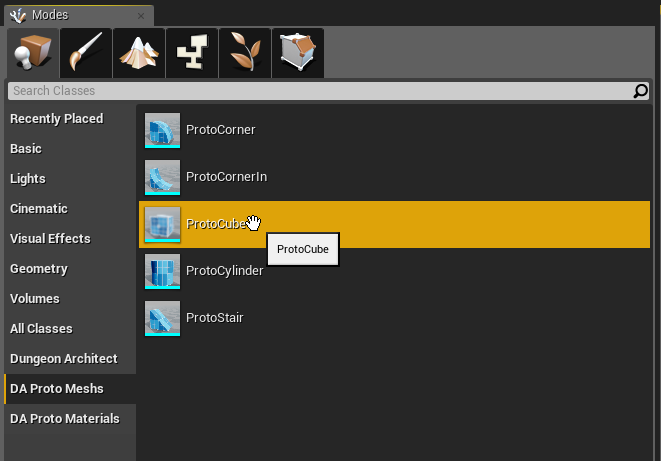 Modes
Search Classes
Recently Placed
Basic
Lights
Cinematic
Visual Effects
Geometry
Volumes
All Classes
Dungeon Architect
DA Proto Meshs
DA Proto Materials
ProtoCorner
ProtoCornerIn
ProtoCube
ProtoCube
ProtoCylinder
ProtoStair